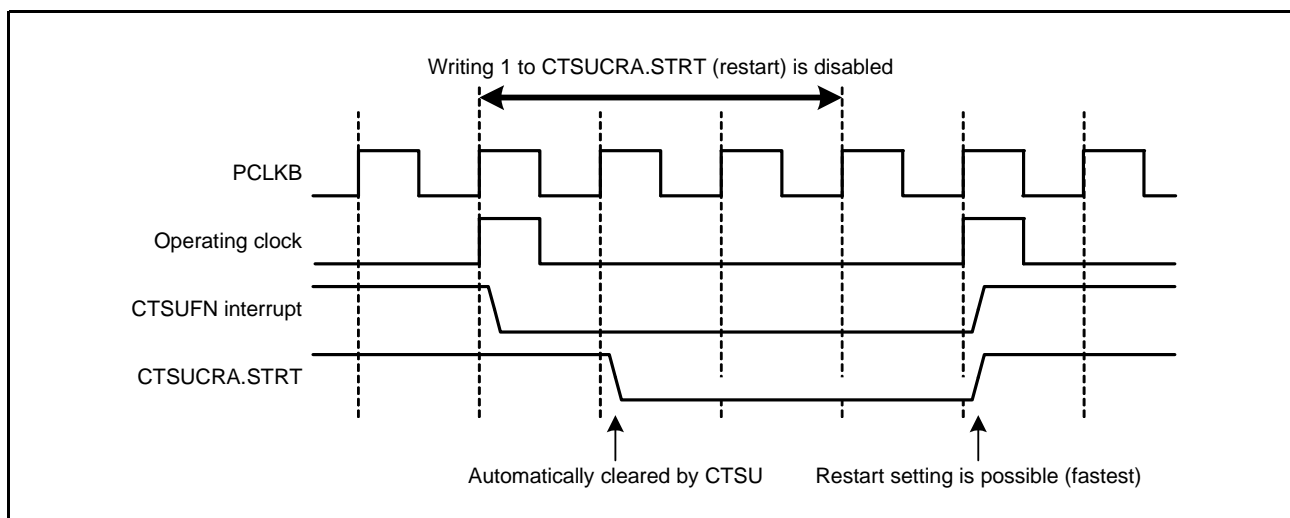 Writing 1 to CTSUCRA.STRT (restart) is disabled
PCLKB
Operating clock
CTSUFN interrupt
CTSUCRA.STRT
Automatically cleared by CTSU
Restart setting is possible (fastest)